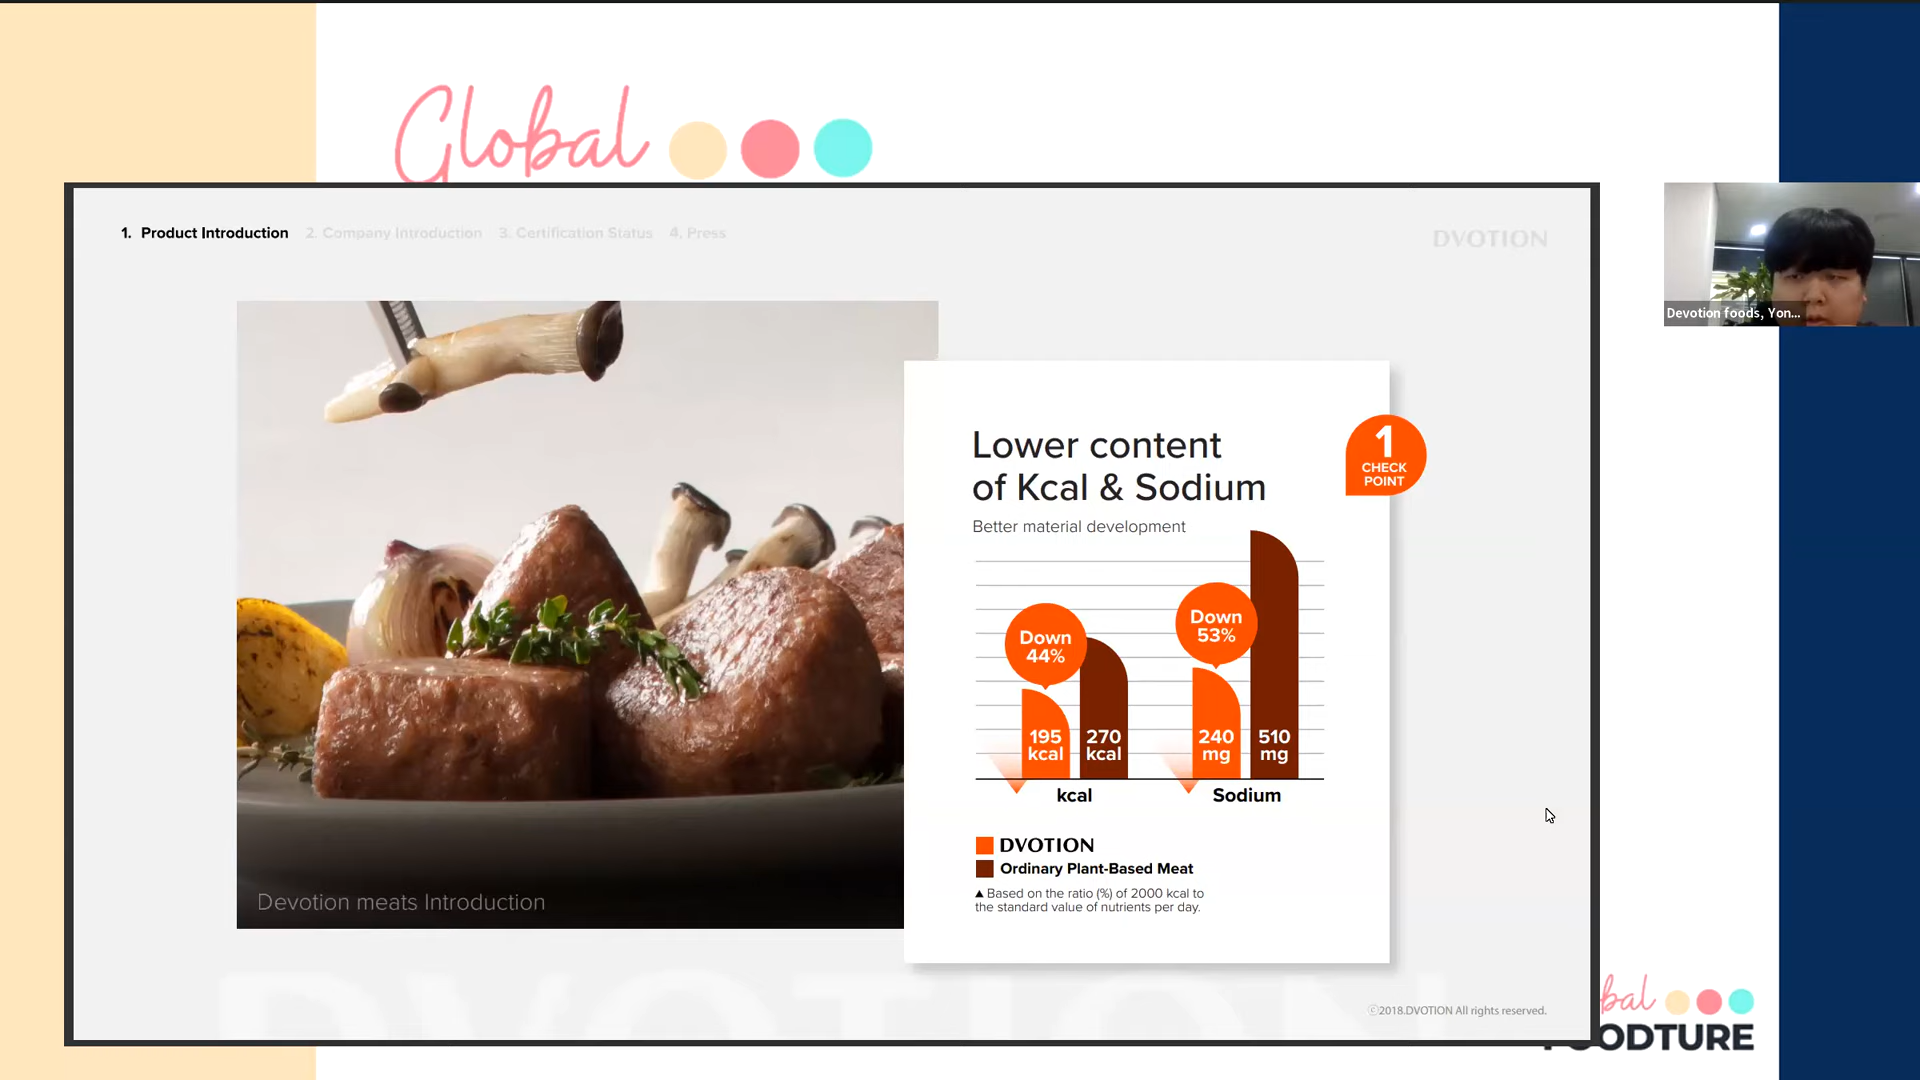 Global
1. Product Introduction 2. Company Introduction 3. Certification Status 4. Press
DVOTION
Devotion foods, Yon...
Lower content
of Kcal & Sodium
Better material development
1
CHECK
POINT
Down
44%
Down
53%
195
kcal
270
kcal
240
mg
510
mg
kcal
Sodium
DVOTION
Ordinary Plant-Based Meat
▲ Based on the ratio (%) of 2000 kcal to
the standard value of nutrients per day.
Devotion meats Introduction
DVOTION
©2018.DVOTION All rights reserved.
bal
FOODTURE